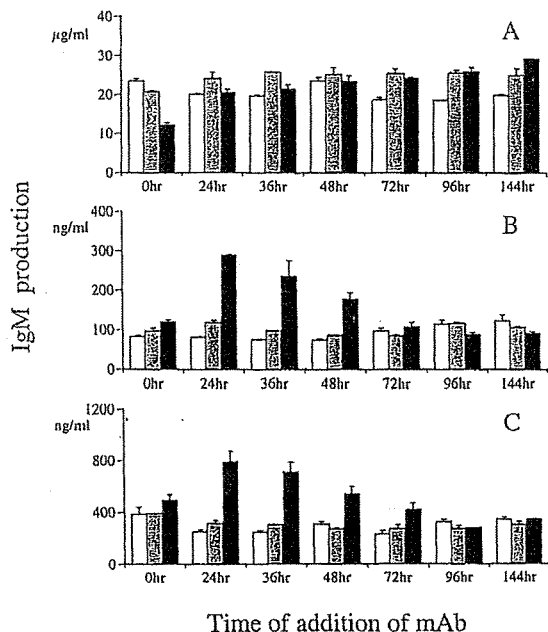 A
µg/ml
40
30
20
10
0
0hr 24hr 36hr 48hr 72hr 96hr 144hr
B
ng/ml
400
300
200
100
0
0hr 24hr 36hr 48hr 72hr 96hr 144hr
C
ng/ml
1200
800
400
0
0hr 24hr 36hr 48hr 72hr 96hr 144hr
IgM production
Time of addition of mAb